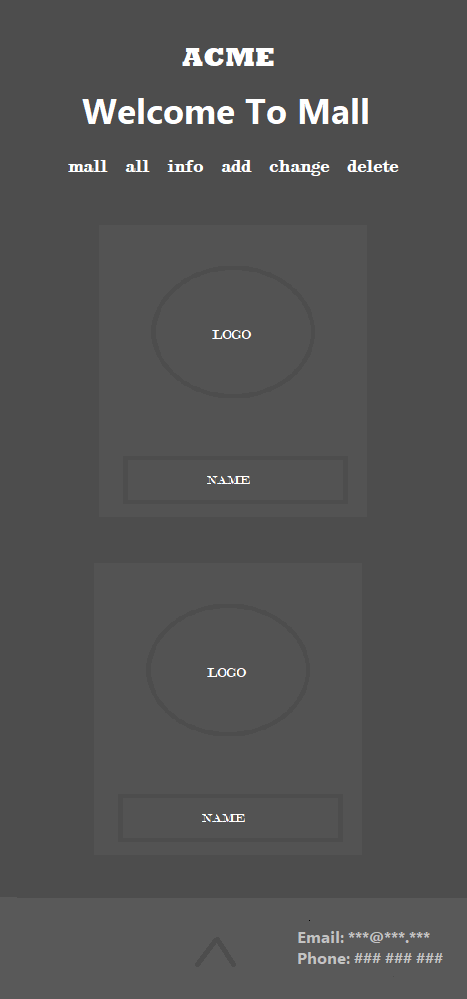 ACME
Welcome To Mall
mall all info add change delete
LOGO
NAME
LOGO
NAME
Email: ***@***.***
Phone: ### ### ###